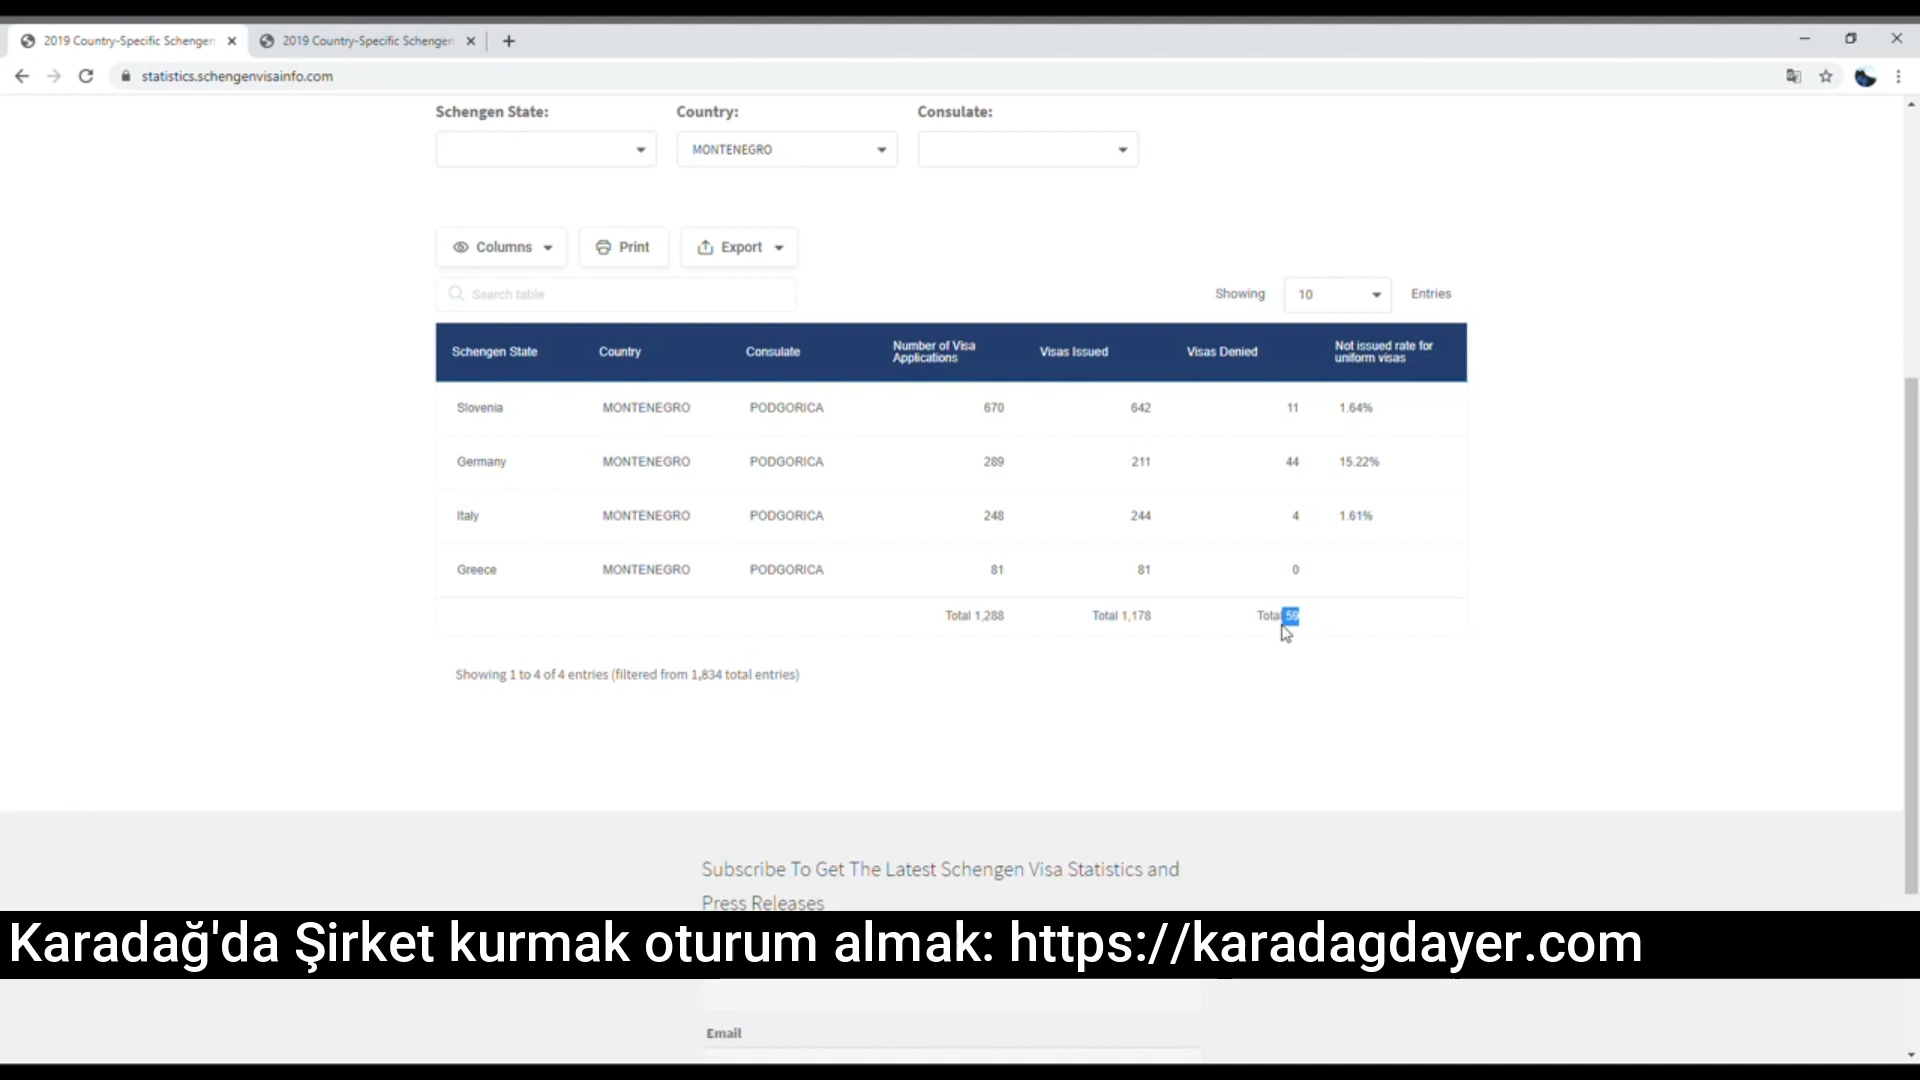 2019 Country-Specific Schengen
2019 Country-Specific Schengen
statistics.schengenvisainfo.com
Schengen State: Country: Consulate:
MONTENEGRO
Columns Print Export
Search table Showing 10 Entries
Schengen State Country Consulate Number of Visa Applications Visas Issued Visas Denied Not issued rate for uniform visas
Slovenia MONTENEGRO PODGORICA 670 642 11 1.64%
Germany MONTENEGRO PODGORICA 289 211 44 15.22%
Italy MONTENEGRO PODGORICA 248 244 4 1.61%
Greece MONTENEGRO PODGORICA 81 81 0
Total 1,288 Total 1,178 Total 59
Showing 1 to 4 of 4 entries (filtered from 1,834 total entries)
Subscribe To Get The Latest Schengen Visa Statistics and
Press Releases
Karadağ'da Şirket kurmak oturum almak: https://karadagdayer.com
Email